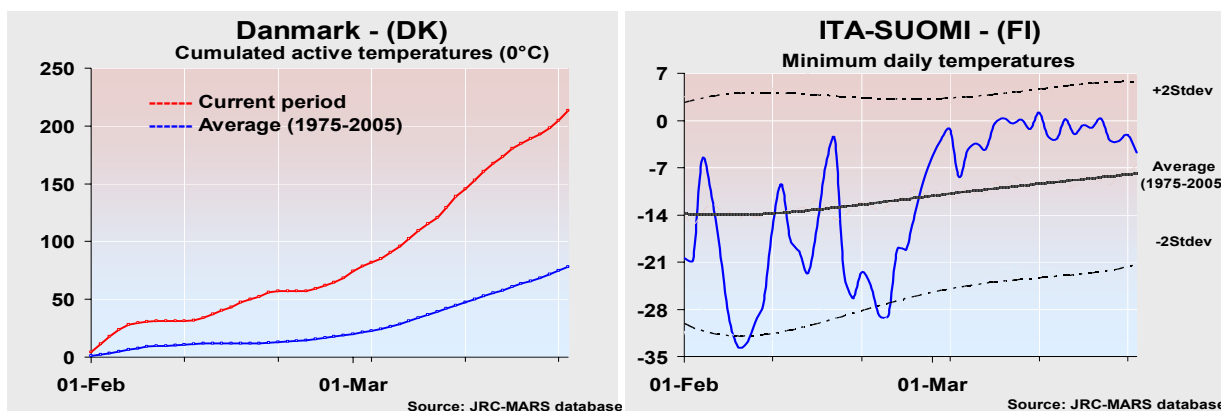 Danmark - (DK)
Cumulated active temperatures (0°C)
250
200
150
100
50
0
Current period
Average (1975-2005)
01-Feb
01-Mar
Source: JRC-MARS database
ITA-SUOMI - (FI)
Minimum daily temperatures
7
0
-7
-14
-21
-28
-35
+2Stdev
Average
(1975-2005)
-2Stdev
01-Feb
01-Mar
Source: JRC-MARS database